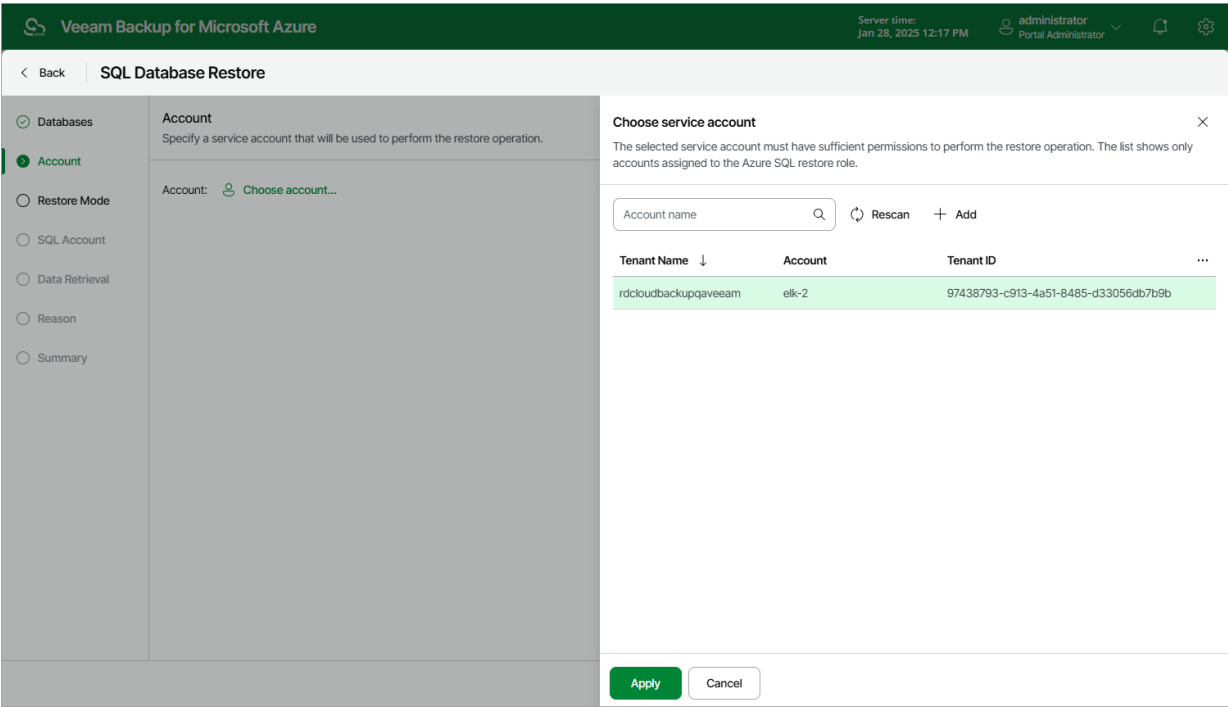 Veeam Backup for Microsoft Azure
Server time:
Jan 28, 2025 12:17 PM
administrator
Portal Administrator
Back
SQL Database Restore
Databases
Account
Restore Mode
SQL Account
Data Retrieval
Reason
Summary
Account
Specify a service account that will be used to perform the restore operation.
Account: Choose account...
Choose service account
The selected service account must have sufficient permissions to perform the restore operation. The list shows only
accounts assigned to the Azure SQL restore role.
Account name Rescan Add
Tenant Name Account Tenant ID
rdcloudbackupqaveeam elk-2 97438793-c913-4a51-8485-d33056db7b9b
Apply Cancel